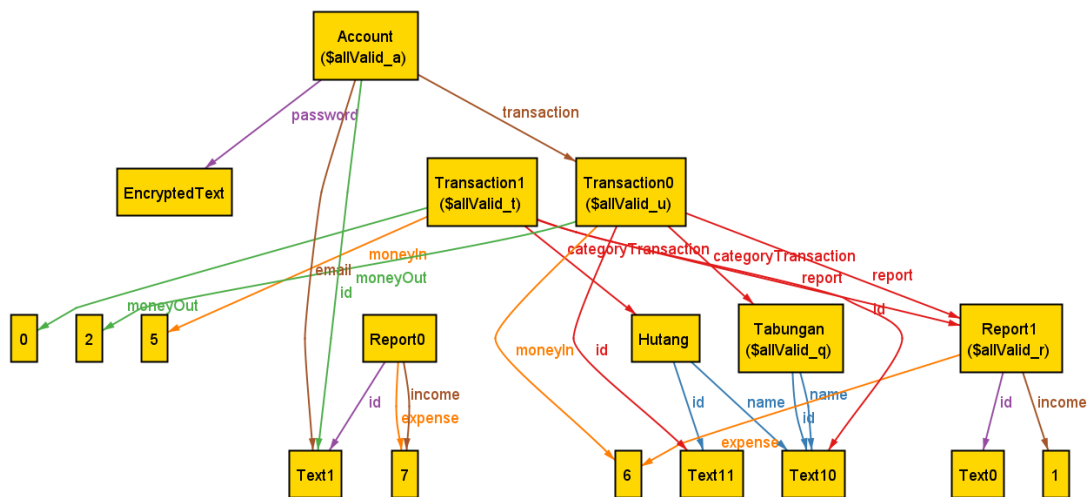 Account
($allValid_a)
password
transaction
EncryptedText
Transaction1
($allValid_t)
Transaction0
($allValid_u)
categoryTransaction
categoryTransaction
moneyIn
email
moneyOut
report
report
id
moneyOut
id
0
2
5
Report0
moneyIn
id
Hutang
Tabungan
($allValid_q)
Report1
($allValid_r)
id
income
expense
id
name
name
id
expense
id
income
Text1
7
6
Text11
Text10
Text0
1